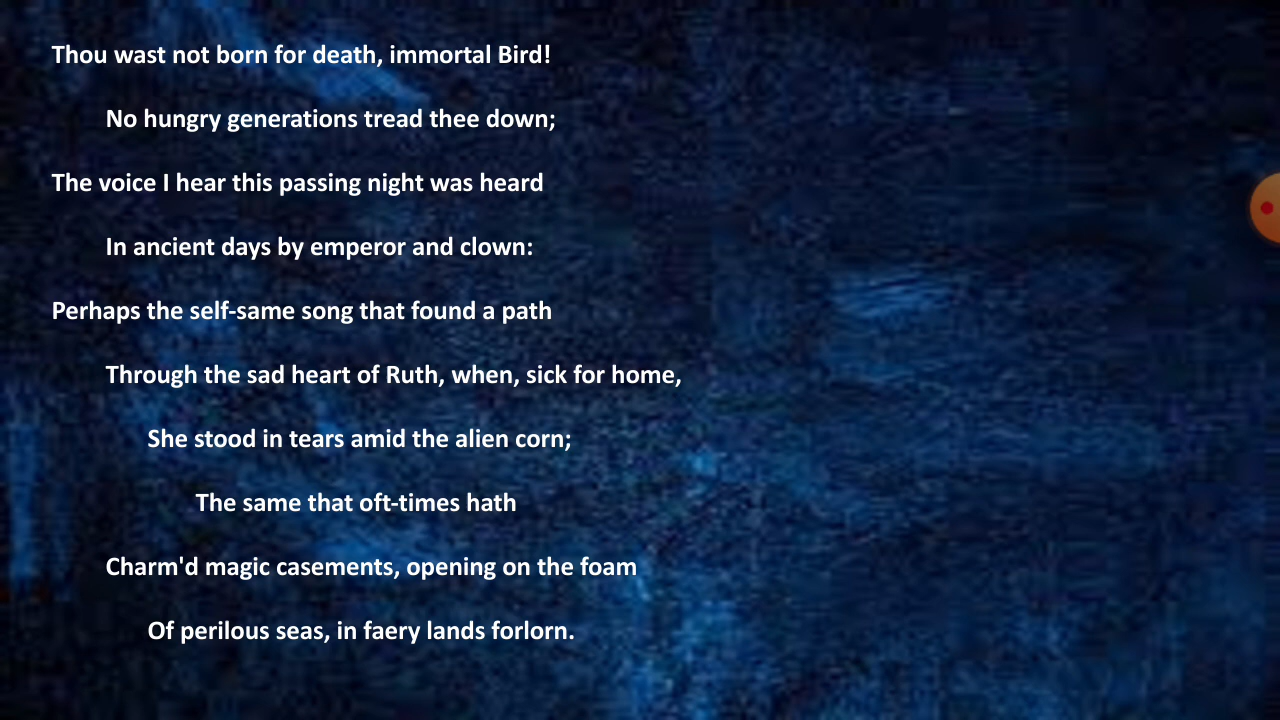 Thou wast not born for death, immortal Bird!
No hungry generations tread thee down;
The voice I hear this passing night was heard
In ancient days by emperor and clown:
Perhaps the self-same song that found a path
Through the sad heart of Ruth, when, sick for home,
She stood in tears amid the alien corn;
The same that oft-times hath
Charm'd magic casements, opening on the foam
Of perilous seas, in faery lands forlorn.